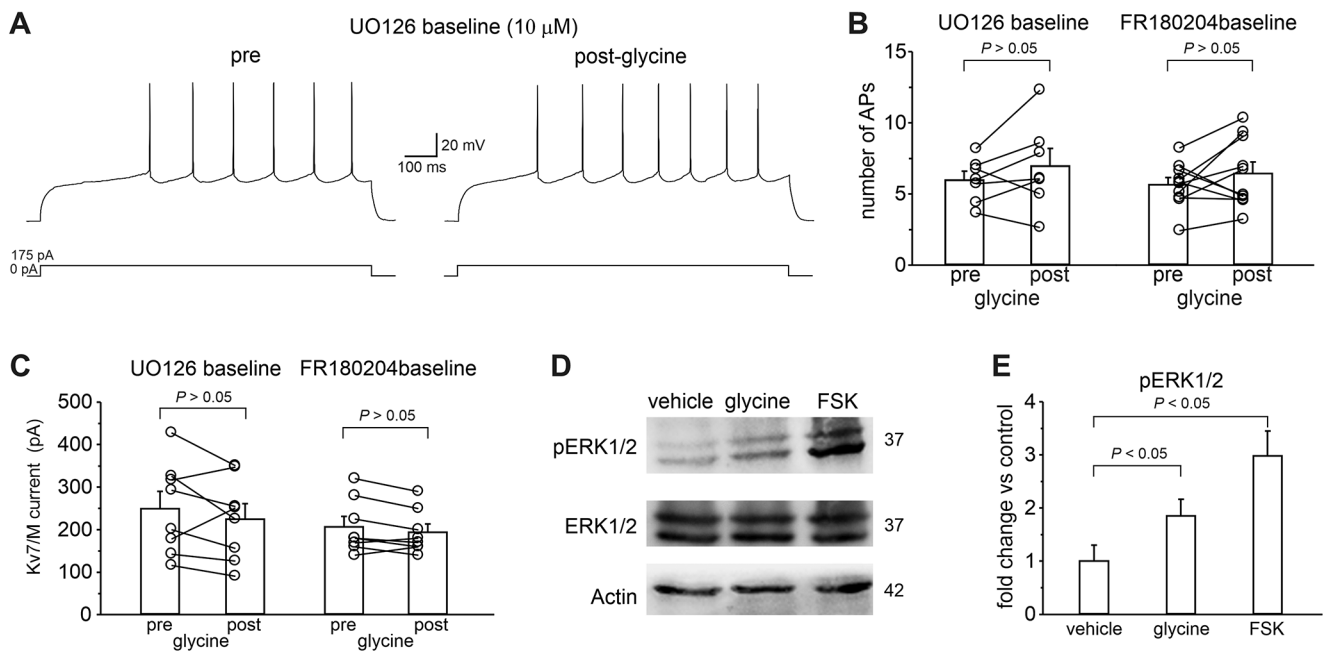 A
UO126 baseline (10 μM)
pre
post-glycine
20 mV
100 ms
175 pA
0 pA
B
UO126 baseline
FR180204baseline
P > 0.05
P > 0.05
15
10
5
0
number of APs
pre
post
pre
post
glycine
glycine
C
UO126 baseline
FR180204baseline
P > 0.05
P > 0.05
500
400
300
200
100
0
Kv7/M current (pA)
pre
post
pre
post
glycine
glycine
D
vehicle
glycine
FSK
pERK1/2
37
ERK1/2
37
Actin
42
E
pERK1/2
P < 0.05
P < 0.05
4
3
2
1
0
fold change vs control
vehicle
glycine
FSK